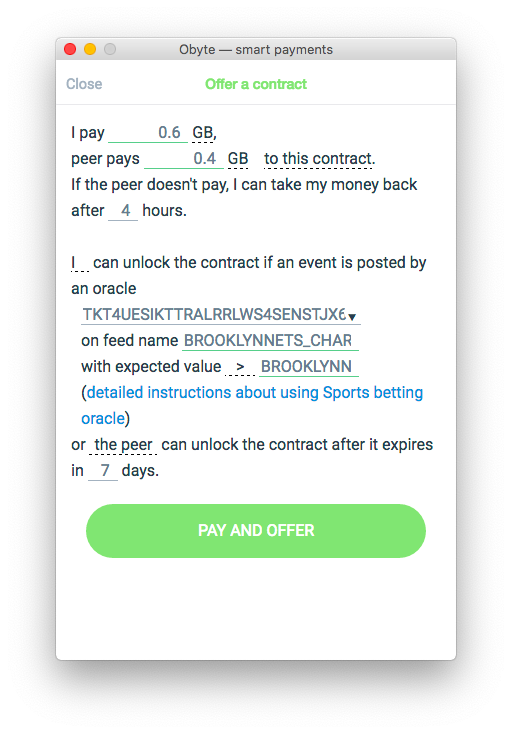 Obyte — smart payments
Close Offer a contract
I pay 0.6 GB,
peer pays 0.4 GB to this contract.
If the peer doesn't pay, I can take my money back
after 4 hours.
I can unlock the contract if an event is posted by
an oracle
TKT4UESIKTTRALRRLWS4SENSTJX6
on feed name BROOKLYNNETS_CHAR
with expected value > BROOKLYNN
(detailed instructions about using Sports betting
oracle)
or the peer can unlock the contract after it expires
in 7 days.
PAY AND OFFER